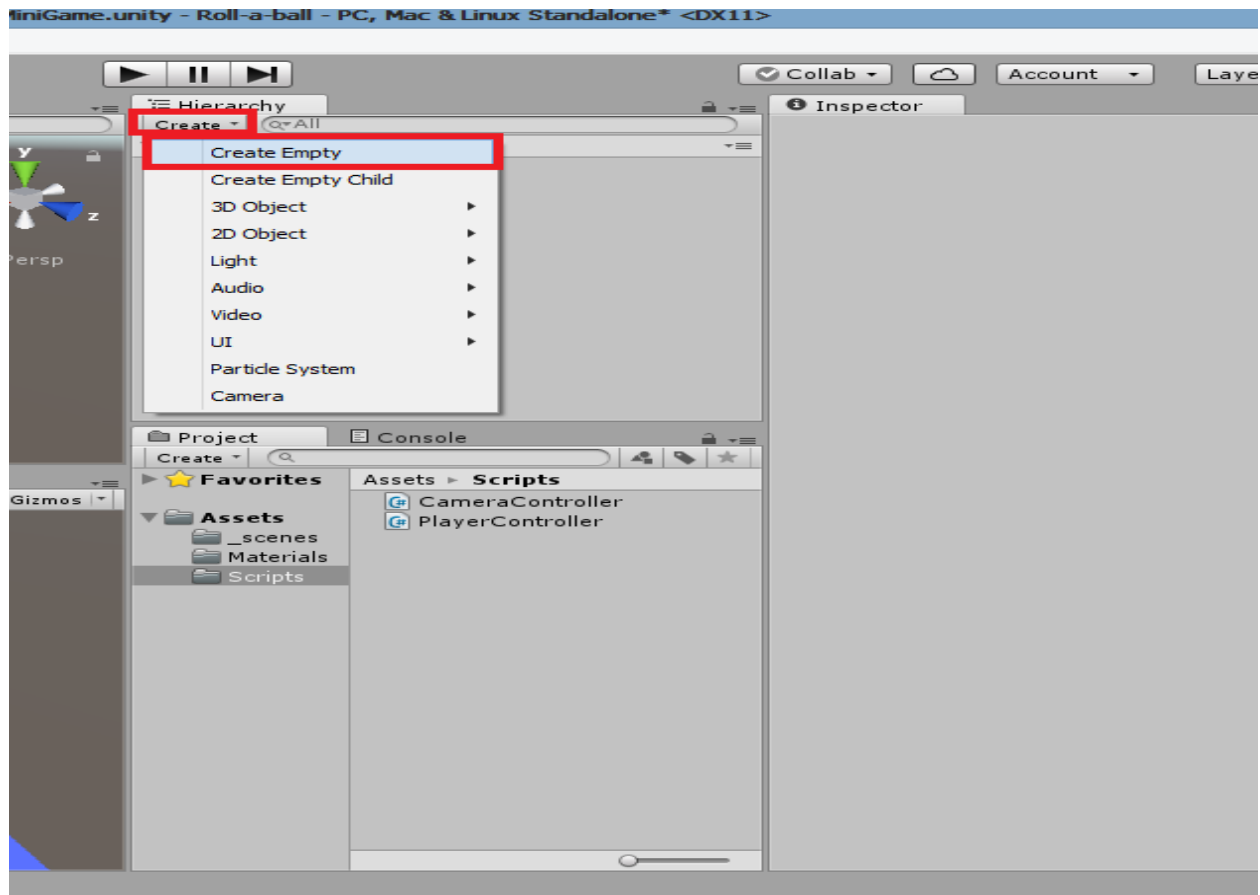 MiniGame.unity - Roll-a-ball - PC, Mac & Linux Standalone* <DX11>
Collab
Account
Laye
Hierarchy
Inspector
Create
All
y
z
Persp
Create Empty
Create Empty Child
3D Object
2D Object
Light
Audio
Video
UI
Particle System
Camera
Project
Console
Create
Gizmos
Favorites
Assets
_scenes
Materials
Scripts
Assets ▸ Scripts
CameraController
PlayerController